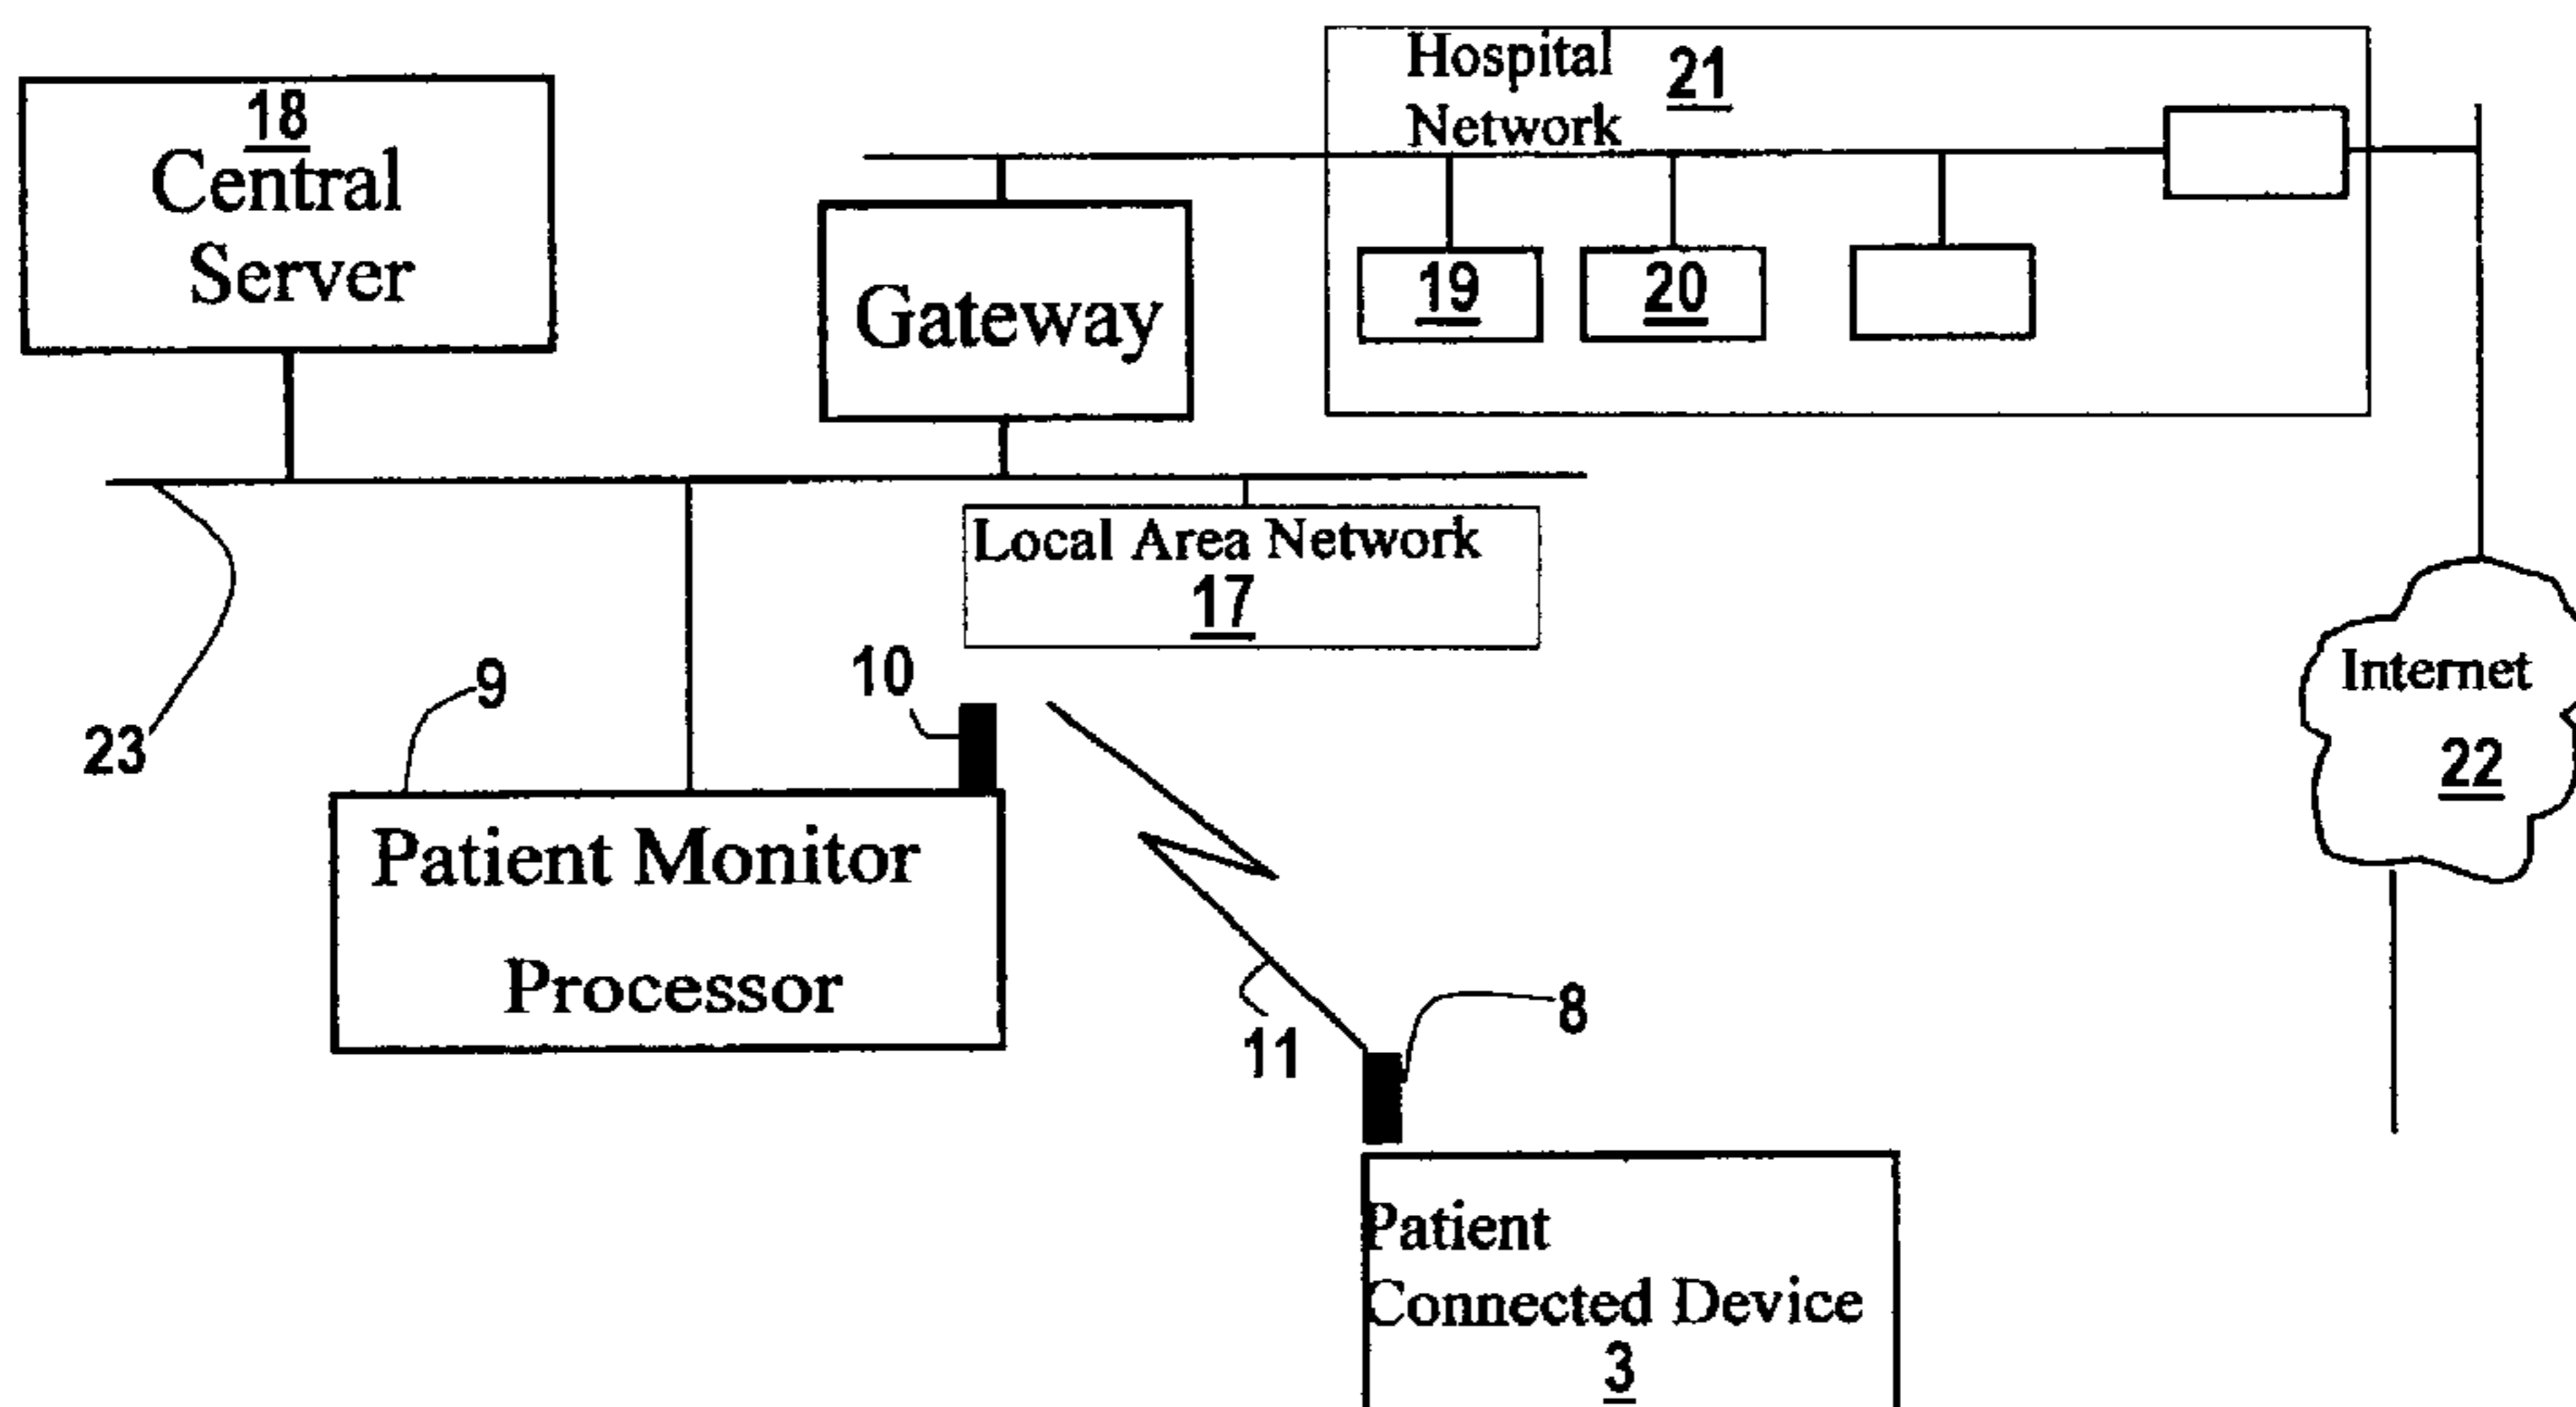 18
Central
Server
Gateway
Hospital
Network
21
19
20
Local Area Network
17
23
9
10
Patient Monitor
Processor
11
8
Internet
22
Patient
Connected Device
3